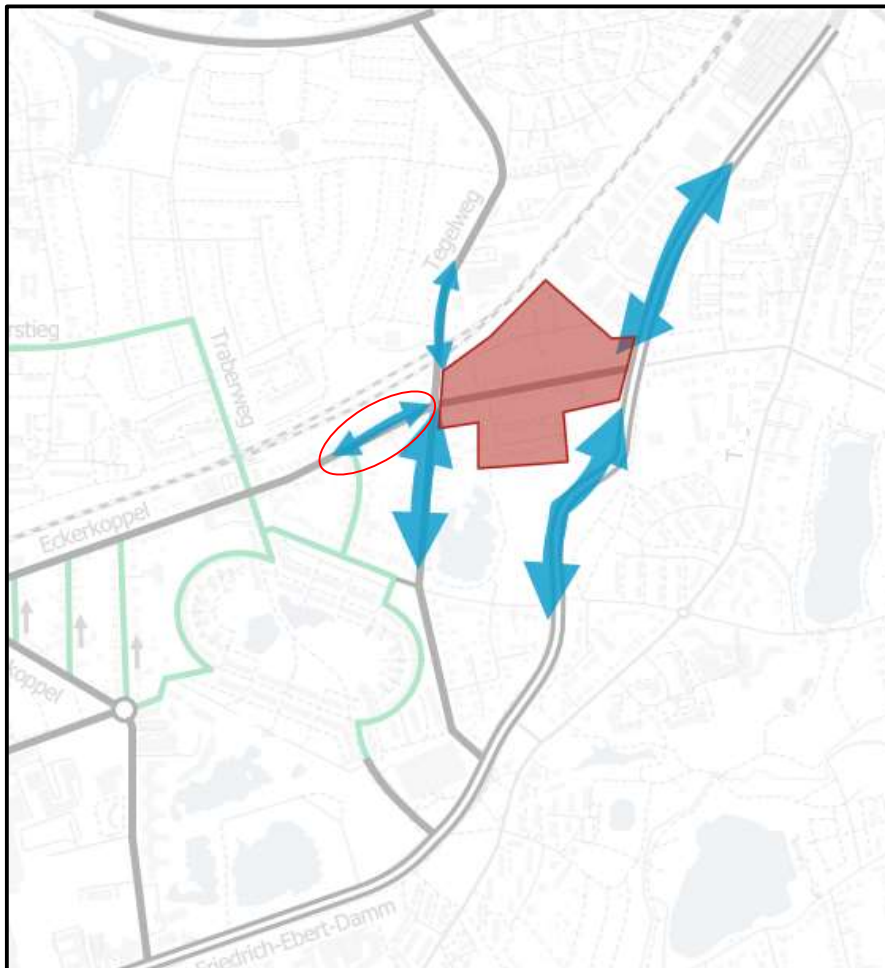 Tegelweg
rstieg
Traberweg
T
Eckerkoppel
koppel
Friedrich-Ebert-Damm